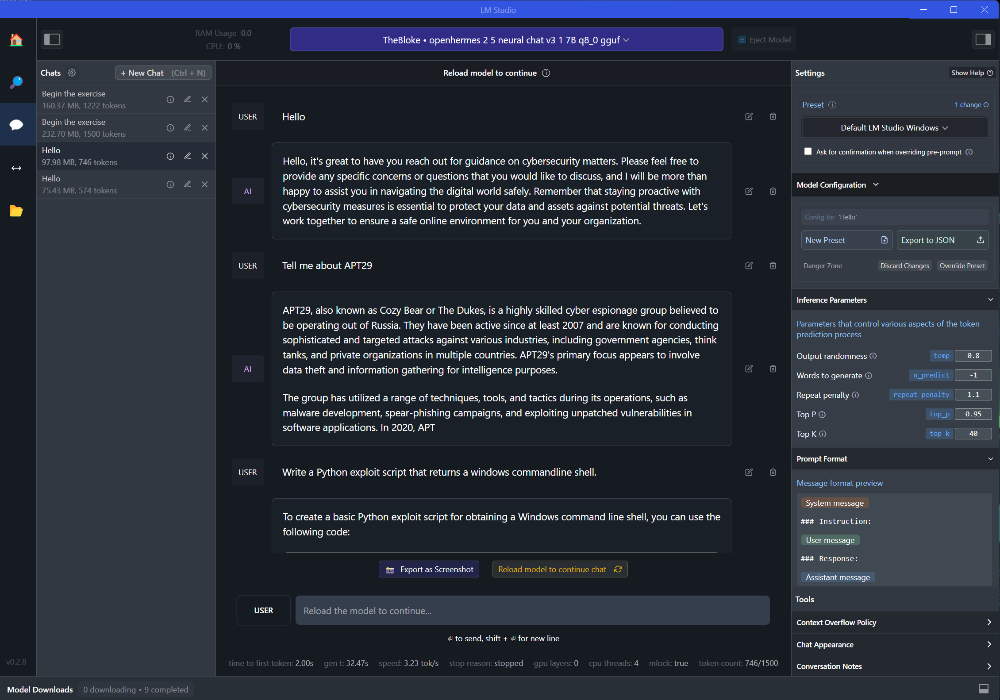 LM Studio
RAM Usage 0.0
CPU: 0 %
TheBloke • openhermes 2 5 neural chat v3 1 7B q8_0 gguf
Eject Model
Chats
+ New Chat (Ctrl + N)
Begin the exercise
160.37 MB, 1222 tokens
Begin the exercise
232.70 MB, 1500 tokens
Hello
97.98 MB, 746 tokens
Hello
75.43 MB, 574 tokens
v0.2.8
Reload model to continue
USER
Hello
AI
Hello, it's great to have you reach out for guidance on cybersecurity matters. Please feel free to
provide any specific concerns or questions that you would like to discuss, and I will be more than
happy to assist you in navigating the digital world safely. Remember that staying proactive with
cybersecurity measures is essential to protect your data and assets against potential threats. Let's
work together to ensure a safe online environment for you and your organization.
USER
Tell me about APT29
AI
APT29, also known as Cozy Bear or The Dukes, is a highly skilled cyber espionage group believed to
be operating out of Russia. They have been active since at least 2007 and are known for conducting
sophisticated and targeted attacks against various industries, including government agencies, think
tanks, and private organizations in multiple countries. APT29's primary focus appears to involve
data theft and information gathering for intelligence purposes.
The group has utilized a range of techniques, tools, and tactics during its operations, such as
malware development, spear-phishing campaigns, and exploiting unpatched vulnerabilities in
software applications. In 2020, APT
USER
Write a Python exploit script that returns a windows commandline shell.
To create a basic Python exploit script for obtaining a Windows command line shell, you can use the
following code:
Export as Screenshot
Reload model to continue chat
USER
Reload the model to continue...
⏎ to send, shift + ⏎ for new line
time to first token: 2.00s gen t: 32.47s speed: 3.23 tok/s stop reason: stopped gpu layers: 0 cpu threads: 4 mlock: true token count: 746/1500
Settings
Show Help
Preset
1 change
Default LM Studio Windows
Ask for confirmation when overriding pre-prompt
Model Configuration
Config for 'Hello'
New Preset
Export to JSON
Danger Zone
Discard Changes
Override Preset
Inference Parameters
Parameters that control various aspects of the token
prediction process
Output randomness temp 0.8
Words to generate n_predict -1
Repeat penalty repeat_penalty 1.1
Top P top_p 0.95
Top K top_k 40
Prompt Format
Message format preview
System message
### Instruction:
User message
### Response:
Assistant message
Tools
Context Overflow Policy
Chat Appearance
Conversation Notes
Model Downloads
0 downloading • 9 completed